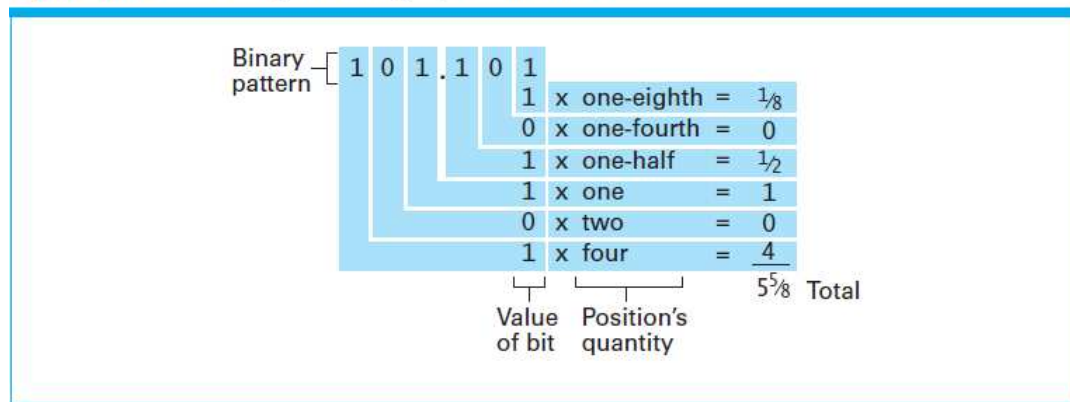 Binary pattern
1 0 1.1 0 1
1 x one-eighth = 1/8
0 x one-fourth = 0
1 x one-half = 1/2
1 x one = 1
0 x two = 0
1 x four = 4
5 5/8 Total
Value of bit
Position's quantity